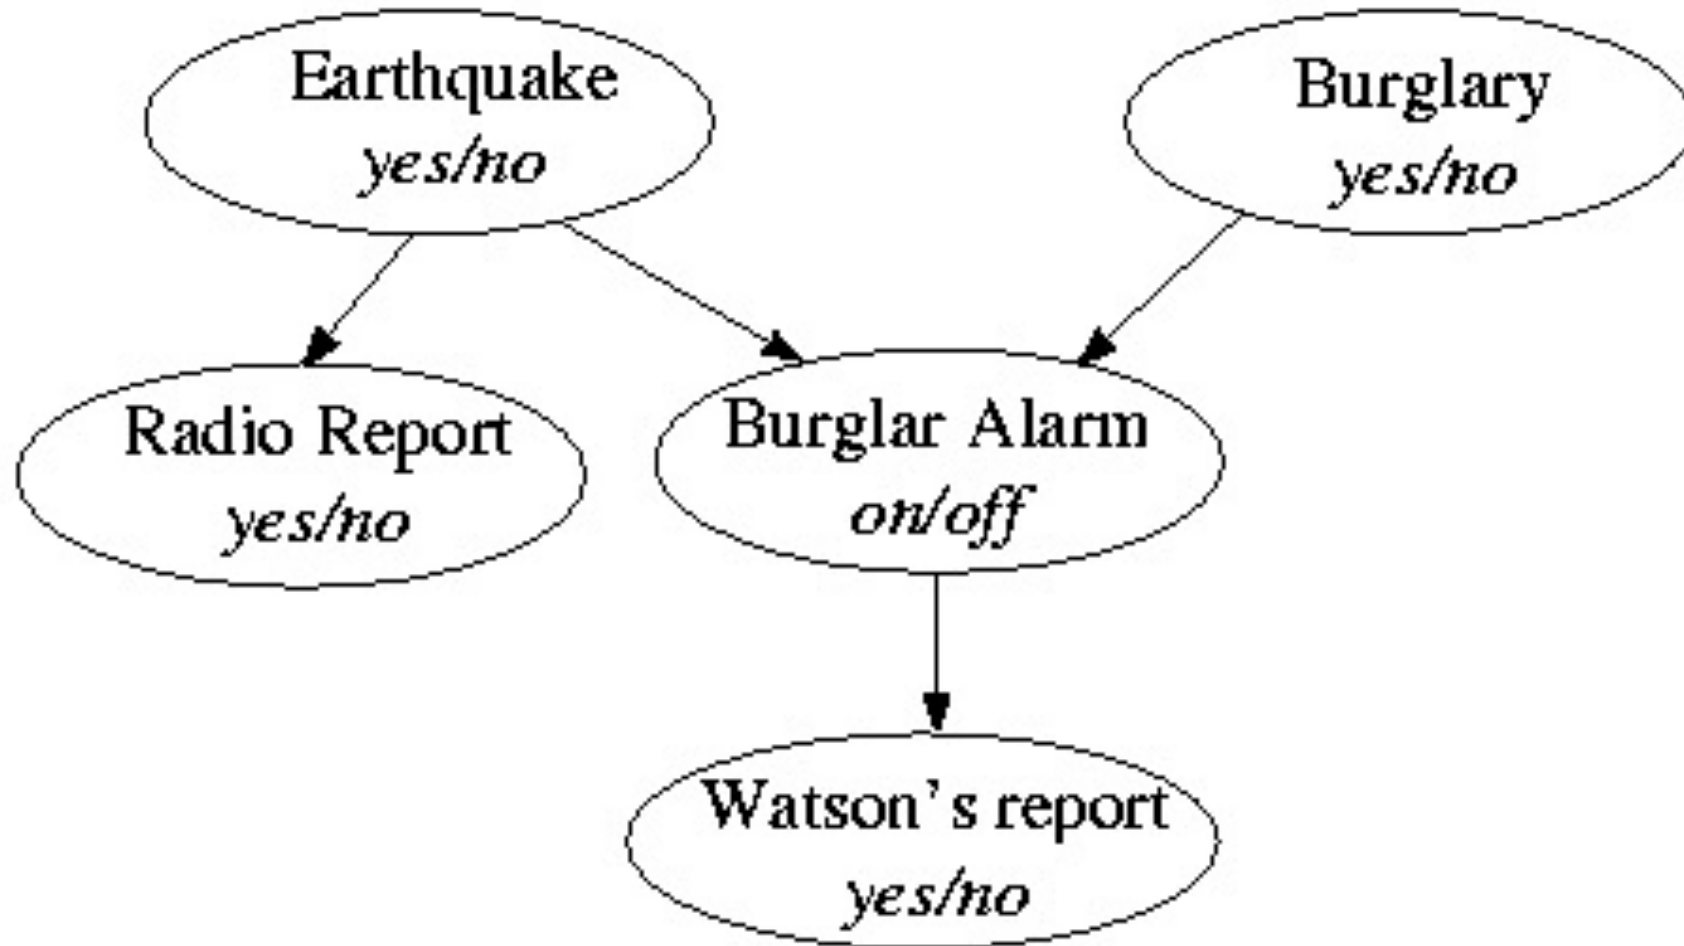 Earthquake
yes/no
Burglary
yes/no
Radio Report
yes/no
Burglar Alarm
on/off
Watson's report
yes/no